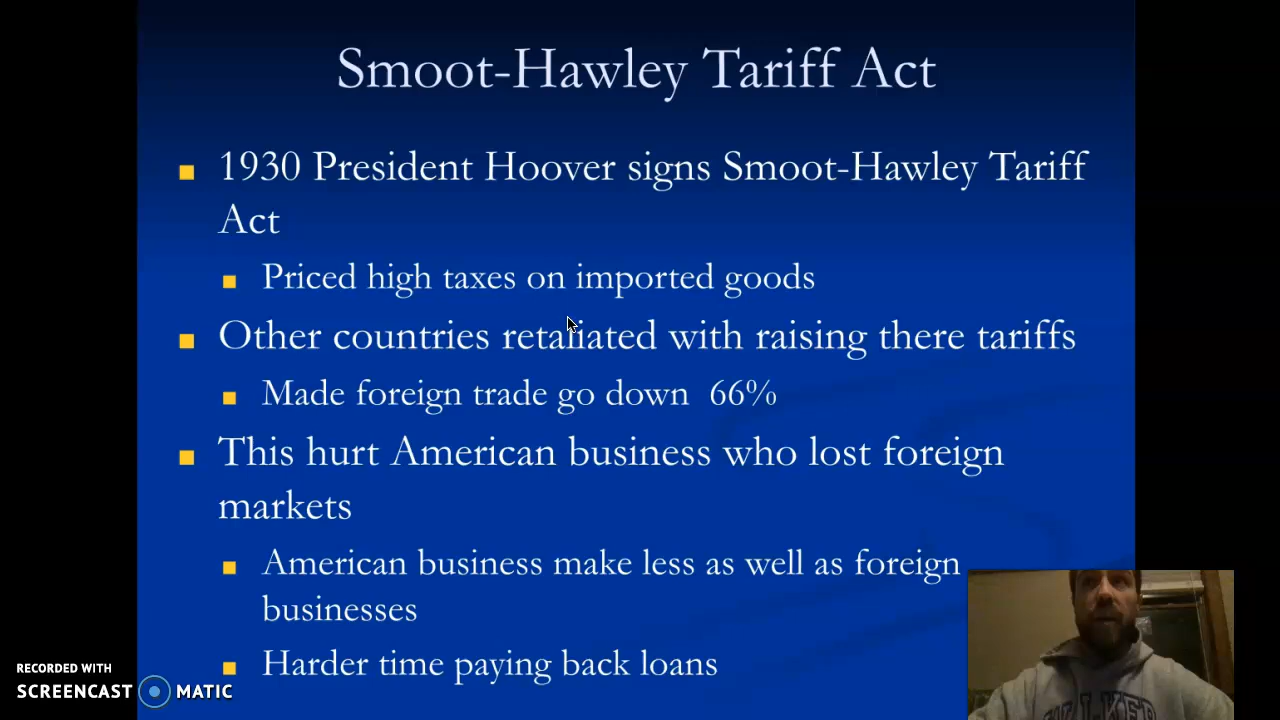 Smoot-Hawley Tariff Act
1930 President Hoover signs Smoot-Hawley Tariff
Act
Priced high taxes on imported goods
Other countries retaliated with raising there tariffs
Made foreign trade go down 66%
This hurt American business who lost foreign
markets
American business make less as well as foreign
businesses
Harder time paying back loans
RECORDED WITH
SCREENCAST MATIC